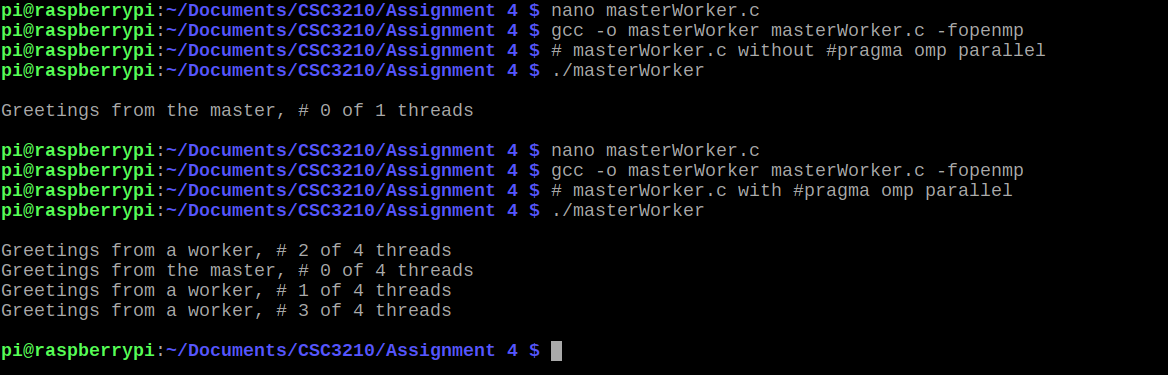 pi@raspberrypi:~/Documents/CSC3210/Assignment 4 $ nano masterWorker.c
pi@raspberrypi:~/Documents/CSC3210/Assignment 4 $ gcc -o masterWorker masterWorker.c -fopenmp
pi@raspberrypi:~/Documents/CSC3210/Assignment 4 $ # masterWorker.c without #pragma omp parallel
pi@raspberrypi:~/Documents/CSC3210/Assignment 4 $ ./masterWorker
Greetings from the master, # 0 of 1 threads
pi@raspberrypi:~/Documents/CSC3210/Assignment 4 $ nano masterWorker.c
pi@raspberrypi:~/Documents/CSC3210/Assignment 4 $ gcc -o masterWorker masterWorker.c -fopenmp
pi@raspberrypi:~/Documents/CSC3210/Assignment 4 $ # masterWorker.c with #pragma omp parallel
pi@raspberrypi:~/Documents/CSC3210/Assignment 4 $ ./masterWorker
Greetings from a worker, # 2 of 4 threads
Greetings from the master, # 0 of 4 threads
Greetings from a worker, # 1 of 4 threads
Greetings from a worker, # 3 of 4 threads
pi@raspberrypi:~/Documents/CSC3210/Assignment 4 $